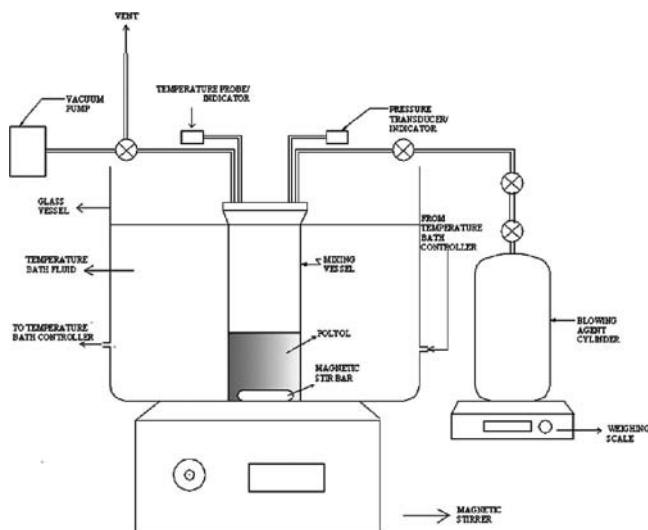 VENT
VACUUM
PUMP
TEMPERATURE PROBE/
INDICATOR
PRESSURE
TRANSDUCER/
INDICATOR
GLASS
VESSEL
FROM
TEMPERATURE
BATH
CONTROLLER
TEMPERATURE
BATH FLUID
MIXING
VESSEL
TO TEMPERATURE
BATH CONTROLLER
POLYOL
BLOWING
AGENT
CYLINDER
MAGNETIC
STIR BAR
WEIGHING
SCALE
MAGNETIC
STIRRER